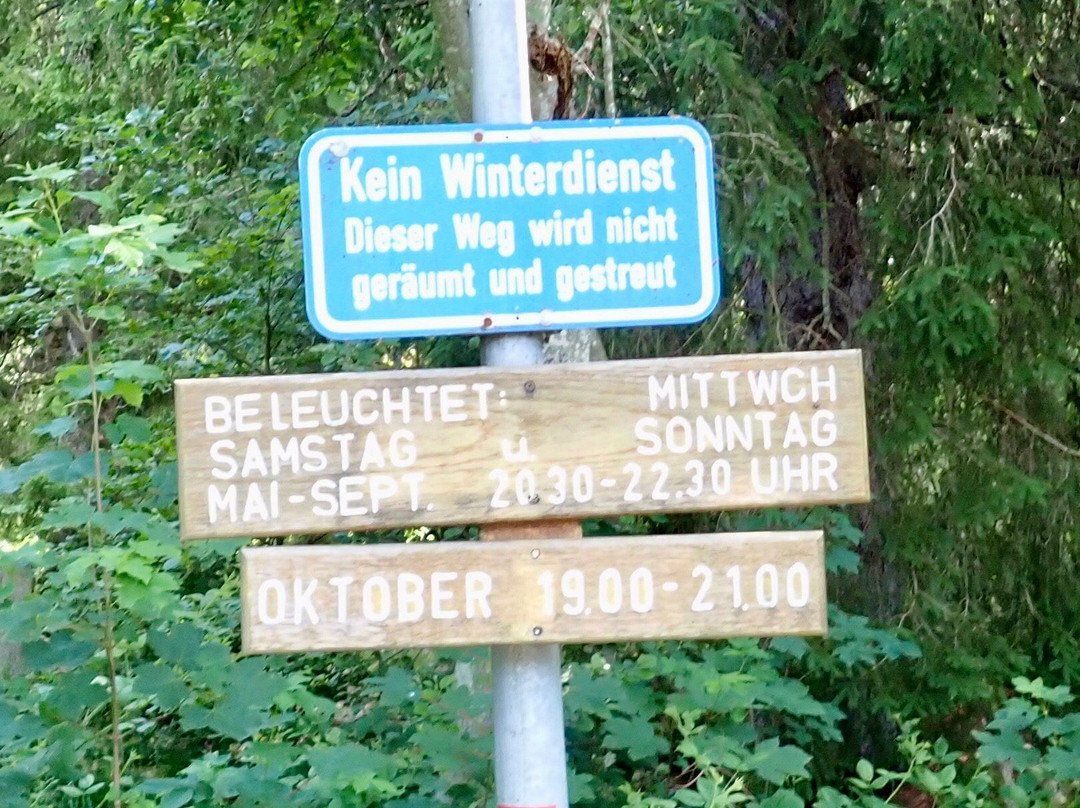 Kein Winterdienst
Dieser Weg wird nicht
geräumt und gestreut
BELEUCHTET: MITTWCH
SAMSTAG u. SONNTAG
MAI-SEPT. 20.30-22.30 UHR
OKTOBER 19.00-21.00